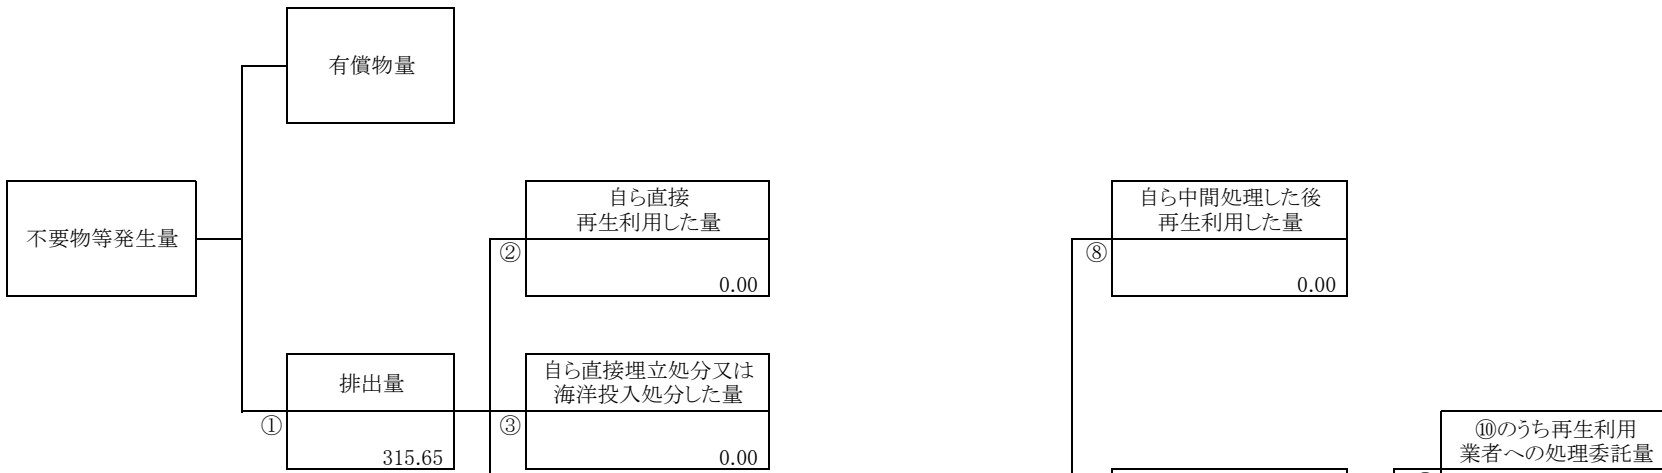 有償物量
不要物等発生量
自ら直接
再生利用した量
②
0.00
自ら中間処理した後
再生利用した量
⑧
0.00
排出量
①
315.65
自ら直接埋立処分又は
海洋投入処分した量
③
0.00
⑩のうち再生利用
業者への処理委託量